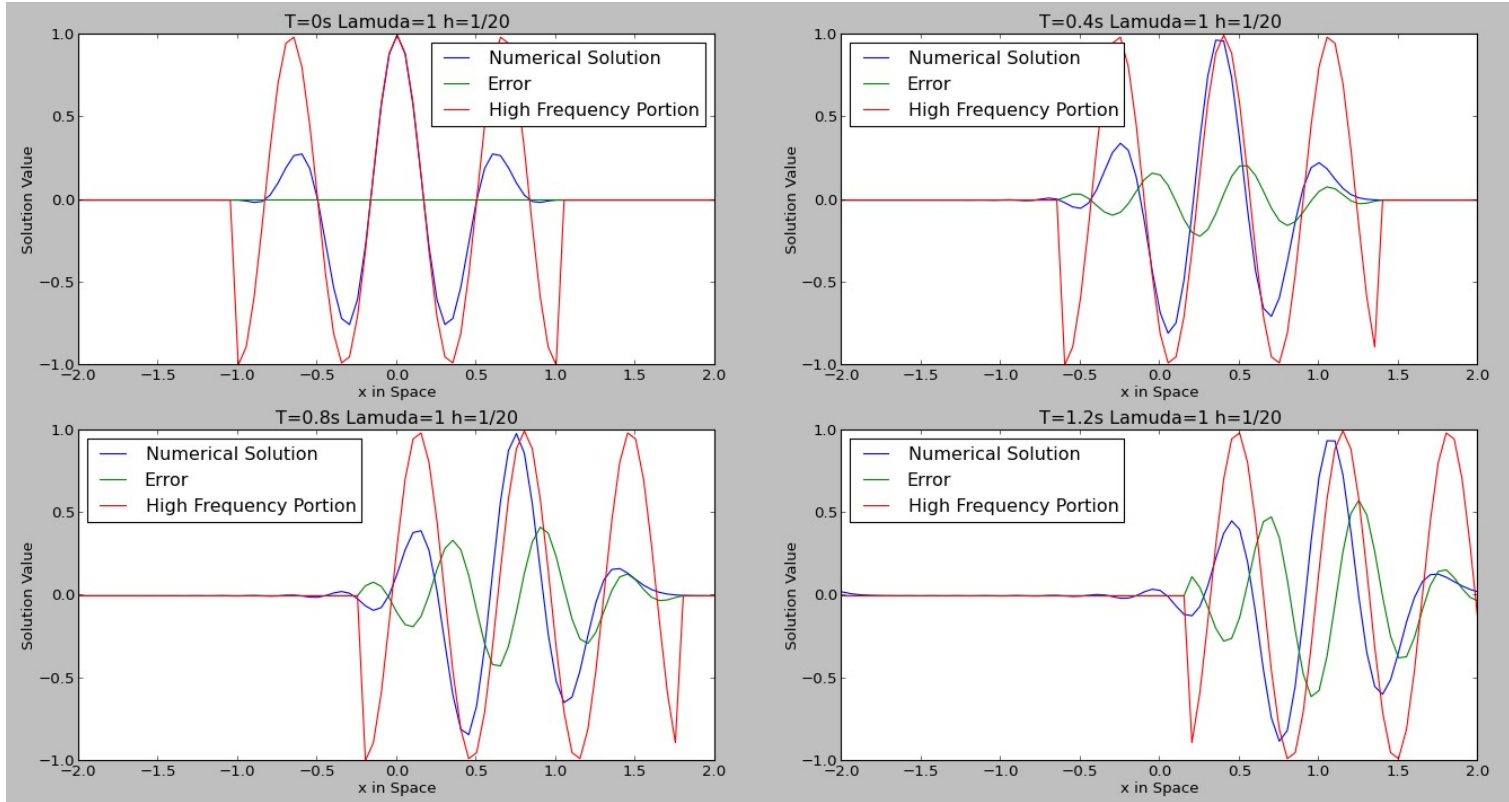 T=0s Lamuda=1 h=1/20
Solution Value
1.0
0.5
0.0
−0.5
−1.0
Numerical Solution
Error
High Frequency Portion
−2.0 −1.5 −1.0 −0.5 0.0 0.5 1.0 1.5 2.0
x in Space
T=0.4s Lamuda=1 h=1/20
Solution Value
1.0
0.5
0.0
−0.5
−1.0
Numerical Solution
Error
High Frequency Portion
−2.0 −1.5 −1.0 −0.5 0.0 0.5 1.0 1.5 2.0
x in Space
T=0.8s Lamuda=1 h=1/20
Solution Value
1.0
0.5
0.0
−0.5
−1.0
Numerical Solution
Error
High Frequency Portion
−2.0 −1.5 −1.0 −0.5 0.0 0.5 1.0 1.5 2.0
x in Space
T=1.2s Lamuda=1 h=1/20
Solution Value
1.0
0.5
0.0
−0.5
−1.0
Numerical Solution
Error
High Frequency Portion
−2.0 −1.5 −1.0 −0.5 0.0 0.5 1.0 1.5 2.0
x in Space